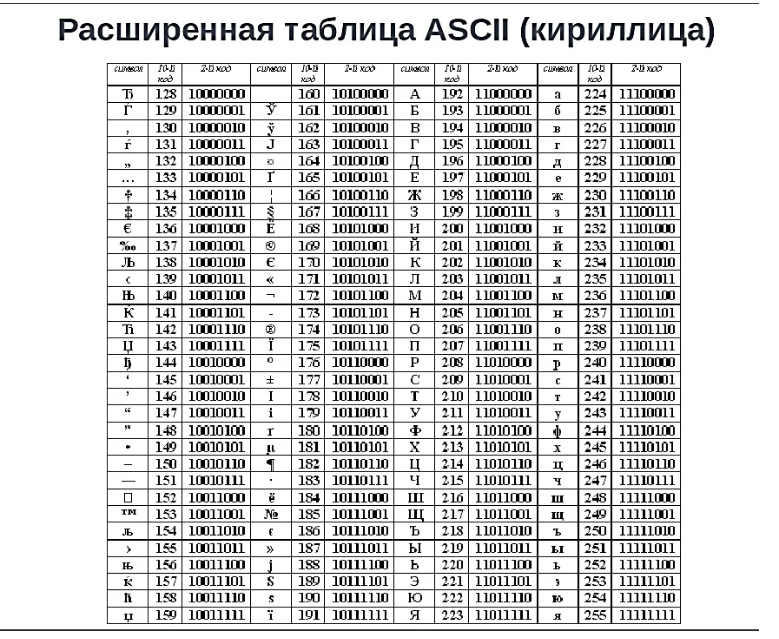 Расширенная таблица ASCII (кириллица)
символ 10-й код 2-й код символ 10-й код 2-й код символ 10-й код 2-й код символ 10-й код 2-й код
Ђ 128 10000000 160 10100000 А 192 11000000 а 224 11100000
Ѓ 129 10000001 Ў 161 10100001 Б 193 11000001 б 225 11100001
‚ 130 10000010 ў 162 10100010 В 194 11000010 в 226 11100010
ѓ 131 10000011 Ј 163 10100011 Г 195 11000011 г 227 11100011
„ 132 10000100 ¤ 164 10100100 Д 196 11000100 д 228 11100100
… 133 10000101 Ґ 165 10100101 Е 197 11000101 е 229 11100101
† 134 10000110 ¦ 166 10100110 Ж 198 11000110 ж 230 11100110
‡ 135 10000111 § 167 10100111 З 199 11000111 з 231 11100111
€ 136 10001000 Ё 168 10101000 И 200 11001000 и 232 11101000
‰ 137 10001001 © 169 10101001 Й 201 11001001 й 233 11101001
Љ 138 10001010 Є 170 10101010 К 202 11001010 к 234 11101010
‹ 139 10001011 « 171 10101011 Л 203 11001011 л 235 11101011
Њ 140 10001100 ¬ 172 10101100 М 204 11001100 м 236 11101100
Ќ 141 10001101 - 173 10101101 Н 205 11001101 н 237 11101101
Ћ 142 10001110 ® 174 10101110 О 206 11001110 о 238 11101110
Џ 143 10001111 Ї 175 10101111 П 207 11001111 п 239 11101111
ђ 144 10010000 ° 176 10110000 Р 208 11010000 р 240 11110000
‘ 145 10010001 ± 177 10110001 С 209 11010001 с 241 11110001
’ 146 10010010 І 178 10110010 Т 210 11010010 т 242 11110010
“ 147 10010011 і 179 10110011 У 211 11010011 у 243 11110011
” 148 10010100 ґ 180 10110100 Ф 212 11010100 ф 244 11110100
• 149 10010101 µ 181 10110101 Х 213 11010101 х 245 11110101
– 150 10010110 ¶ 182 10110110 Ц 214 11010110 ц 246 11110110
— 151 10010111 · 183 10110111 Ч 215 11010111 ч 247 11110111
□ 152 10011000 ё 184 10111000 Ш 216 11011000 ш 248 11111000
™ 153 10011001 № 185 10111001 Щ 217 11011001 щ 249 11111001
љ 154 10011010 є 186 10111010 Ъ 218 11011010 ъ 250 11111010
› 155 10011011 » 187 10111011 Ы 219 11011011 ы 251 11111011
њ 156 10011100 ј 188 10111100 Ь 220 11011100 ь 252 11111100
ќ 157 10011101 Ѕ 189 10111101 Э 221 11011101 э 253 11111101
ћ 158 10011110 ѕ 190 10111110 Ю 222 11011110 ю 254 11111110
џ 159 10011111 ї 191 10111111 Я 223 11011111 я 255 11111111